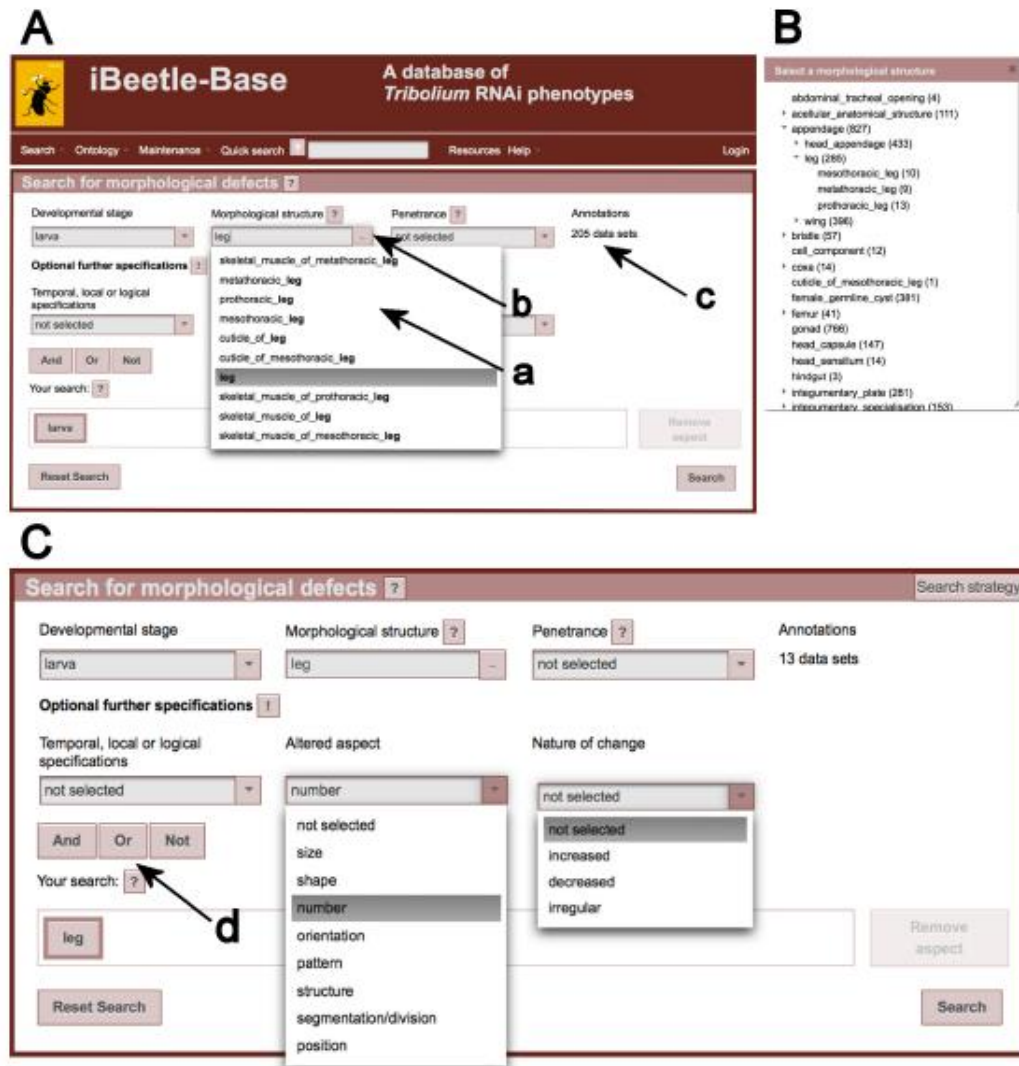 A
B
iBeetle-Base
A database of
Tribolium RNAi phenotypes
Search Ontology Maintenance Quick search ? Resources Help Login
Search for morphological defects ?
Developmental stage Morphological structure ? Penetrance ? Annotations
larva leg ... not selected 205 data sets
Optional further specifications !
Temporal, local or logical
specifications
not selected
And Or Not
Your search: ?
larva
Remove
aspect
Reset Search Search
skeletal_muscle_of_metathoracic_leg
metathoracic_leg
prothoracic_leg
mesothoracic_leg
cuticle_of_leg
cuticle_of_mesothoracic_leg
leg
skeletal_muscle_of_prothoracic_leg
skeletal_muscle_of_leg
skeletal_muscle_of_mesothoracic_leg
b
c
a
Select a morphological structure
abdominal_tracheal_opening (4)
acellular_anatomical_structure (111)
appendage (827)
head_appendage (433)
leg (285)
mesothoracic_leg (10)
metathoracic_leg (9)
prothoracic_leg (13)
wing (396)
bristle (57)
cell_component (12)
coxa (14)
cuticle_of_mesothoracic_leg (1)
female_germline_cyst (381)
femur (41)
gonad (766)
head_capsule (147)
head_sensillum (14)
hindgut (3)
integumentary_plate (281)
integumentary_specialisation (153)
C
Search for morphological defects ? Search strategy
Developmental stage Morphological structure ? Penetrance ? Annotations
larva leg ... not selected 13 data sets
Optional further specifications !
Temporal, local or logical
specifications
Altered aspect Nature of change
not selected number not selected
And Or Not
Your search: ?
d
leg
Remove
aspect
Reset Search Search
not selected
size
shape
number
orientation
pattern
structure
segmentation/division
position
not selected
increased
decreased
irregular